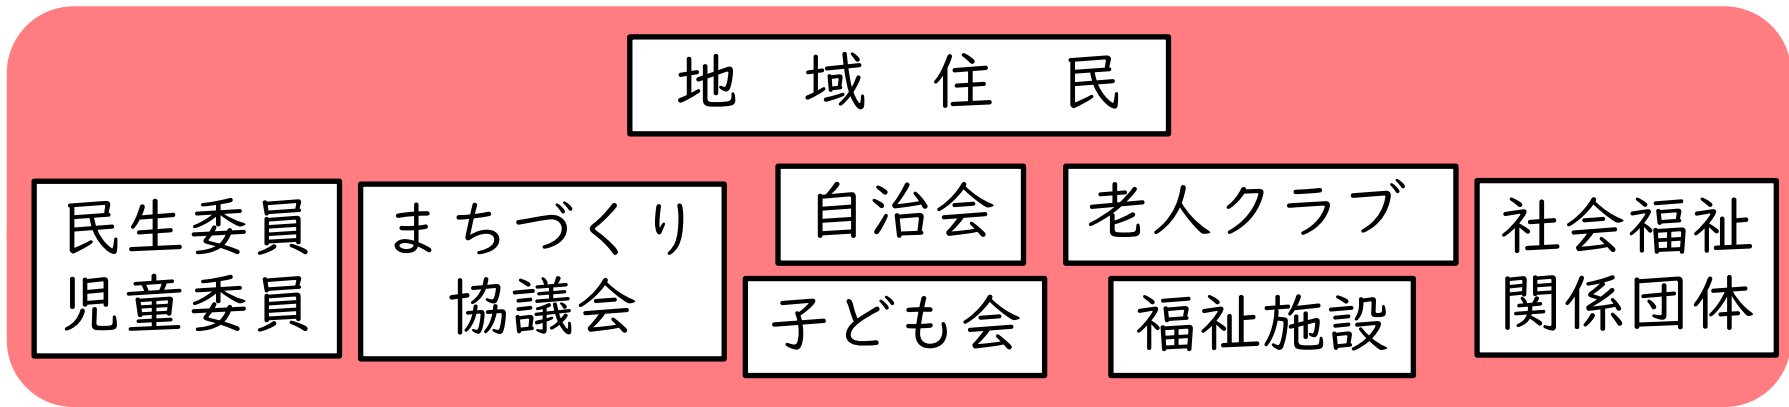 地　域　住　民
民生委員
児童委員
まちづくり
協議会
自治会
子ども会
老人クラブ
福祉施設
社会福祉
関係団体